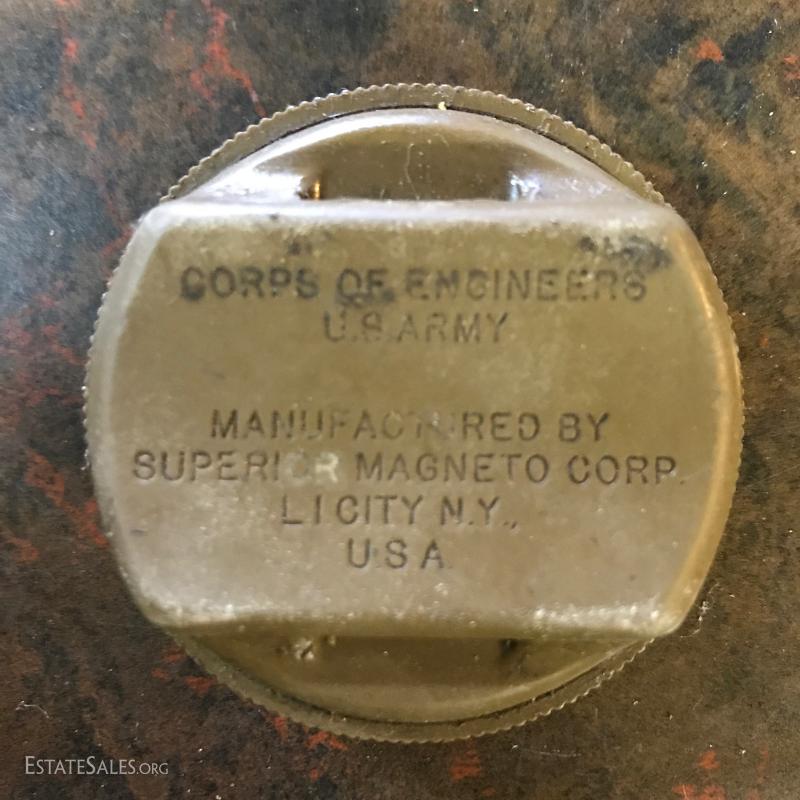 CORPS OF ENGINEERS
U.S. ARMY
MANUFACTURED BY
SUPERIOR MAGNETO CORP.
L I CITY N.Y.,
U.S.A.
ESTATESALES.ORG